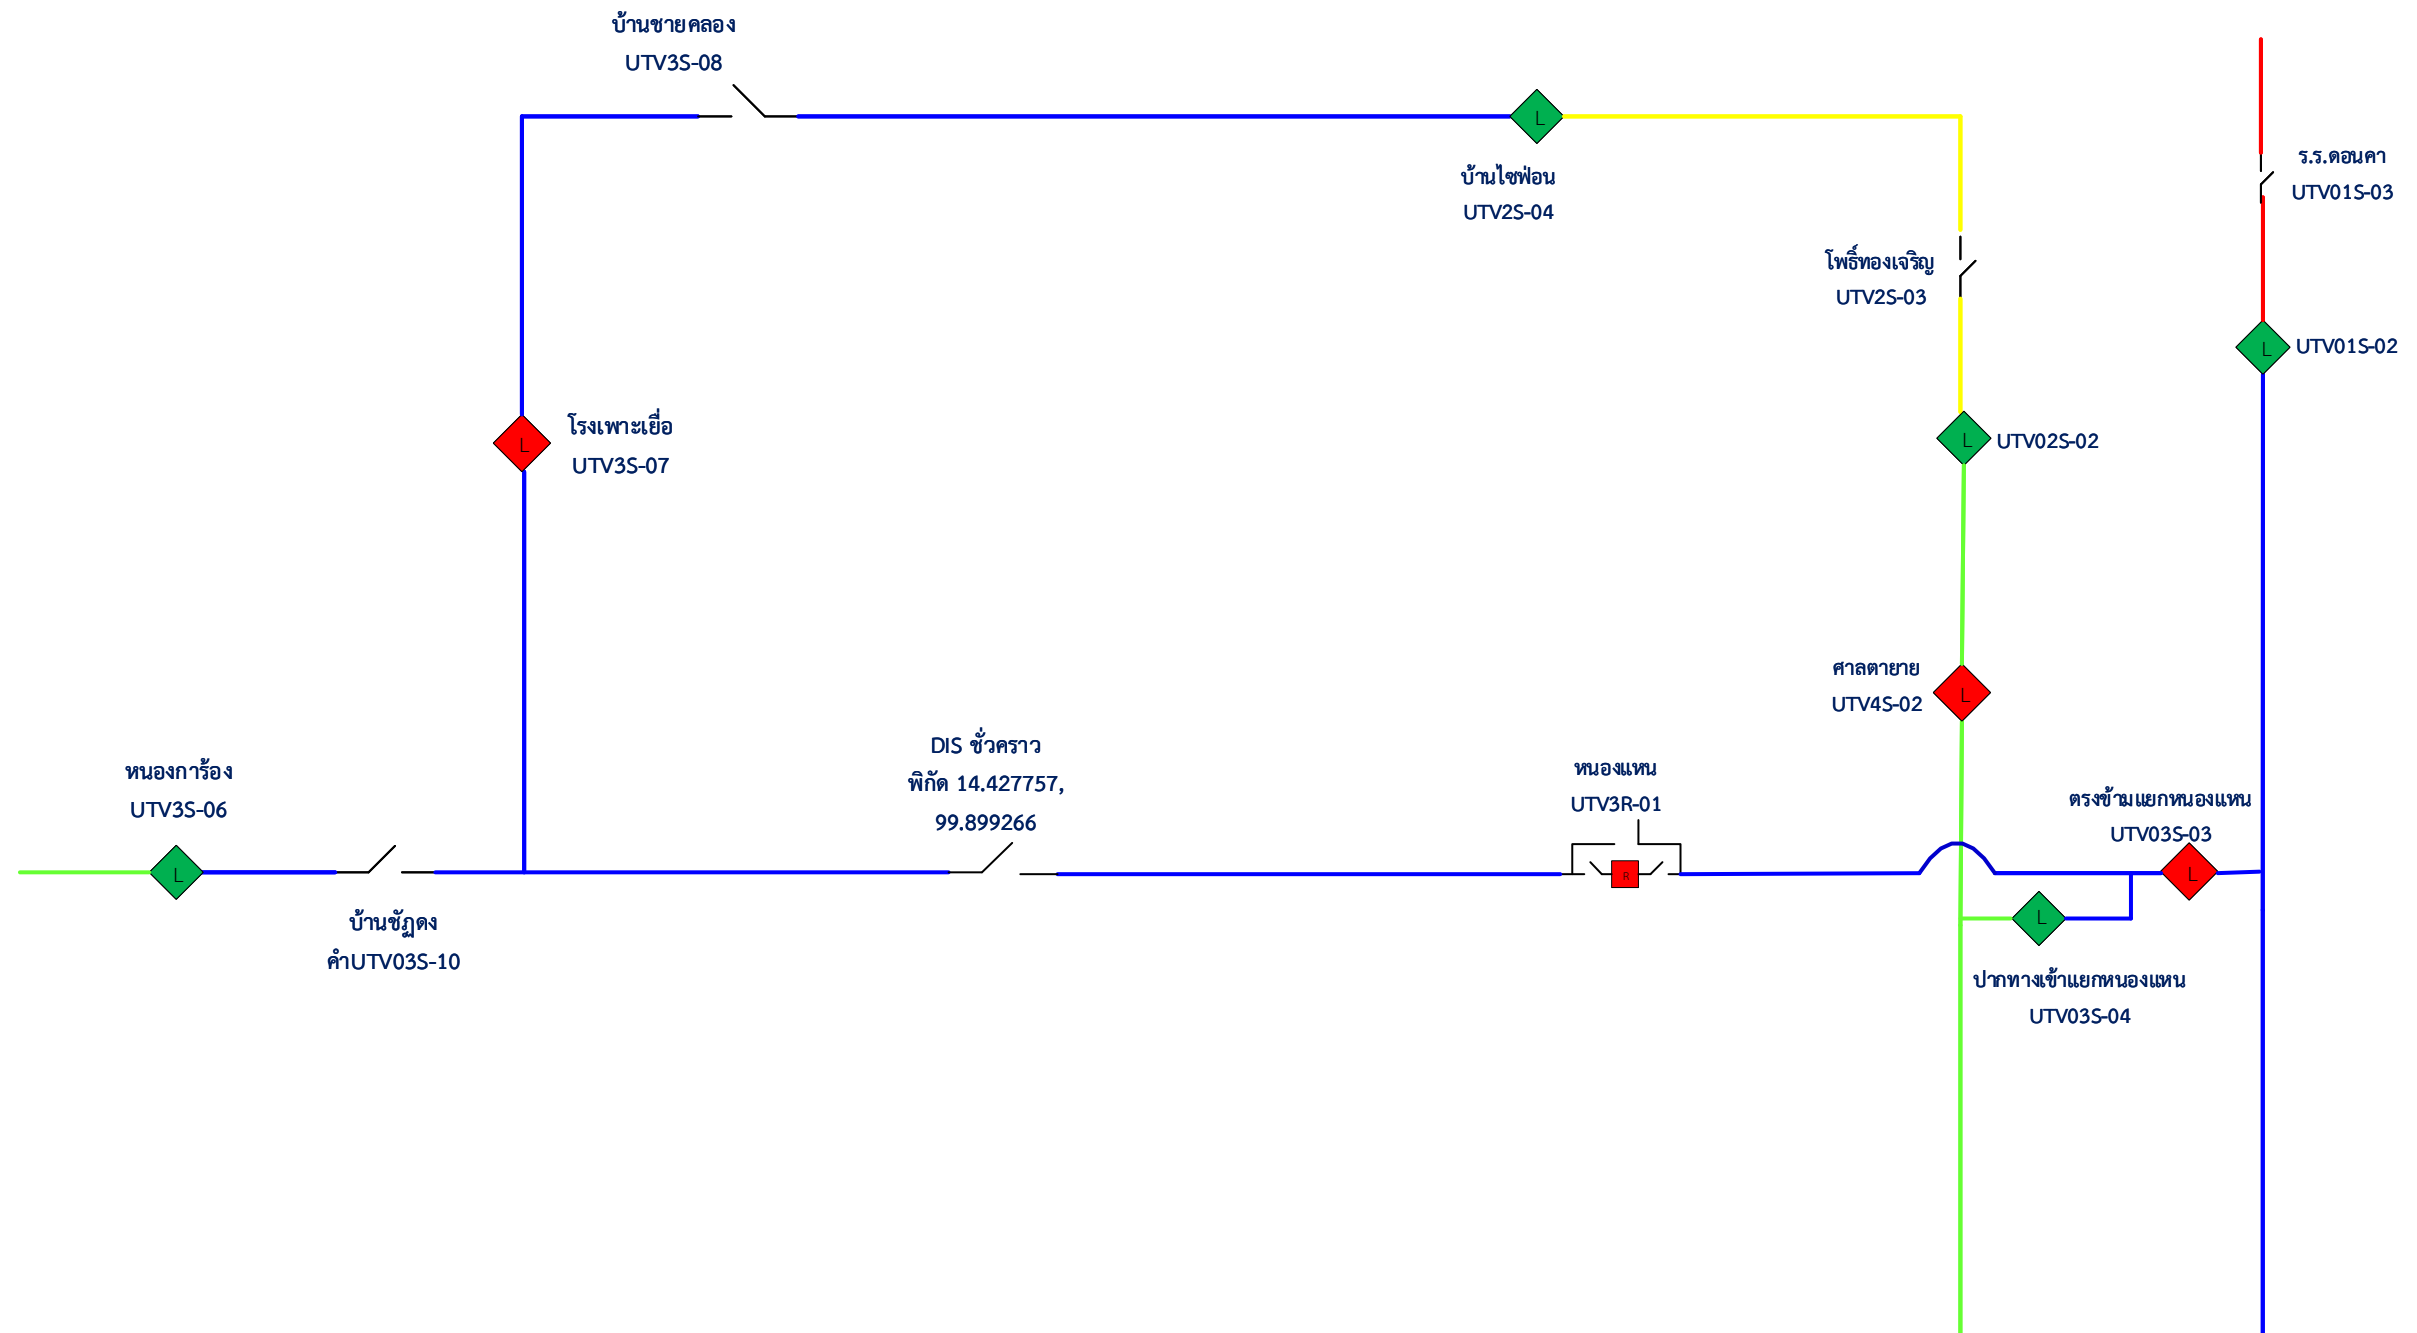 บ้านชายคลอง
UTV3S-08
L
บ้านไซฟ่อน
UTV2S-04
ร.ร.ดอนคา
UTV01S-03
โพธิ์ทองเจริญ
UTV2S-03
L
UTV01S-02
L
โรงเพาะเยื่อ
UTV3S-07
L
UTV02S-02
ศาลตายาย
UTV4S-02
L
DIS ชั่วคราว
พิกัด 14.427757,
99.899266
หนองการ้อง
UTV3S-06
L
บ้านชัฏดง
คำUTV03S-10
หนองแหน
UTV3R-01
R
ตรงข้ามแยกหนองแหน
UTV03S-03
L
L
ปากทางเข้าแยกหนองแหน
UTV03S-04